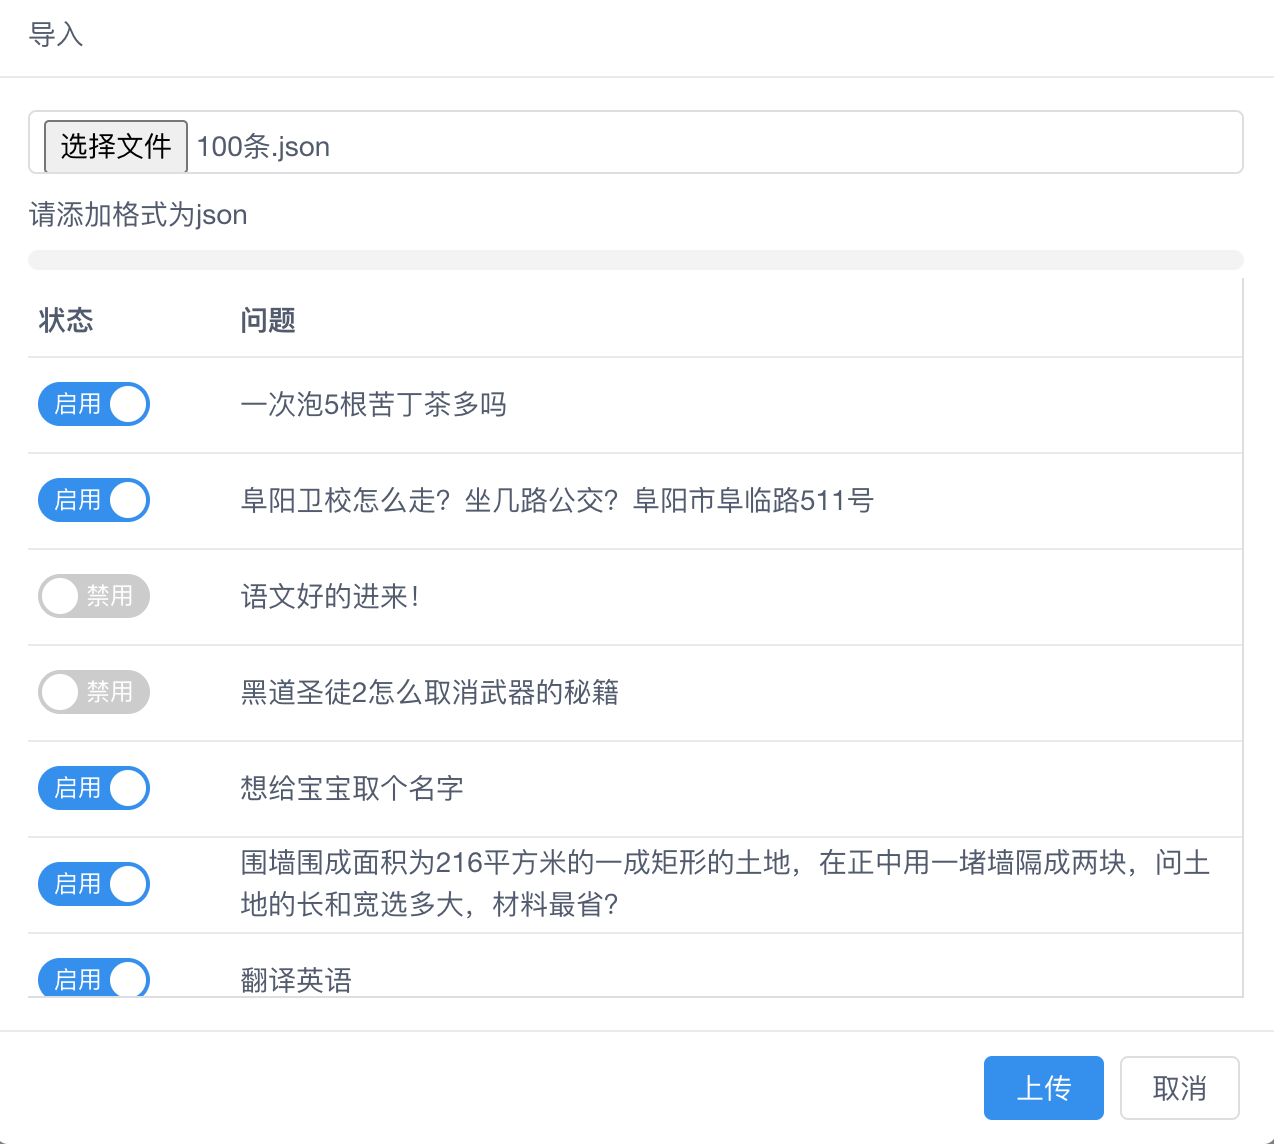 导入
选择文件 100条.json
请添加格式为json
状态 问题
启用 一次泡5根苦丁茶多吗
启用 阜阳卫校怎么走？坐几路公交？阜阳市阜临路511号
禁用 语文好的进来！
禁用 黑道圣徒2怎么取消武器的秘籍
启用 想给宝宝取个名字
启用 围墙围成面积为216平方米的一成矩形的土地，在正中用一堵墙隔成两块，问土
地的长和宽选多大，材料最省？
启用 翻译英语
上传 取消